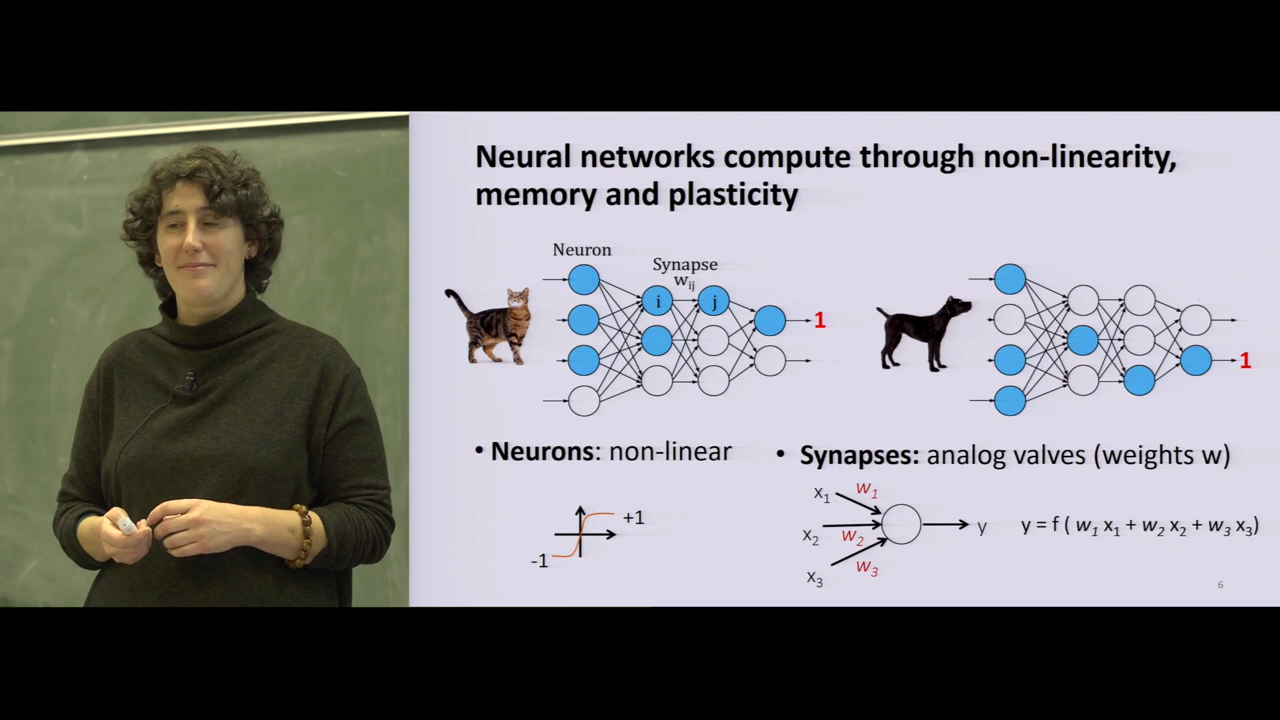 Neural networks compute through non-linearity,
memory and plasticity
Neuron
Synapse
wij
i
j
1
1
• Neurons: non-linear
+1
-1
• Synapses: analog valves (weights w)
x1
w1
x2
w2
x3
w3
y
y = f ( w1 x1 + w2 x2 + w3 x3)
6